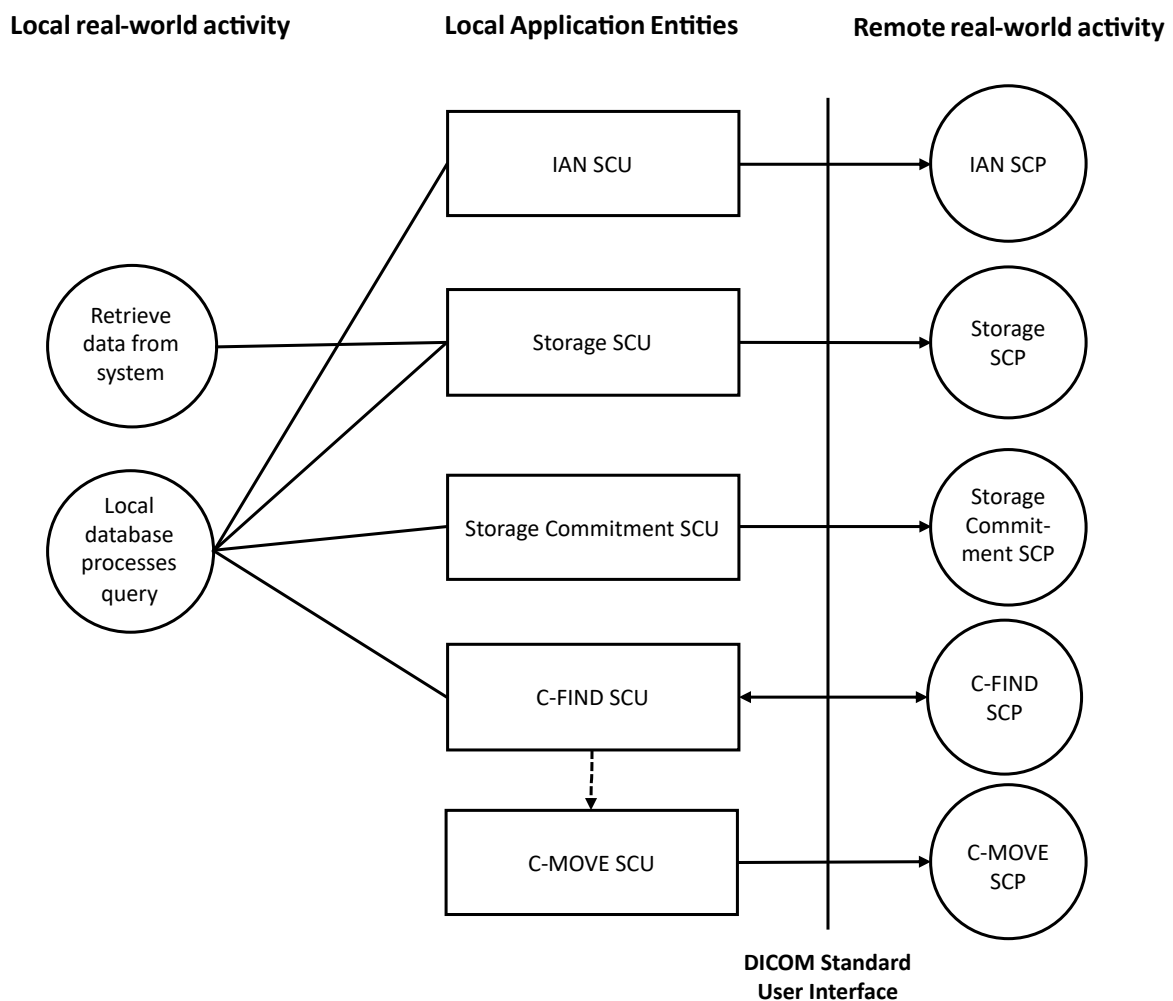 Local real-world activity
Local Application Entities
Remote real-world activity
IAN SCU
IAN SCP
Retrieve
data from
system
Storage SCU
Storage
SCP
Local
database
processes
query
Storage Commitment SCU
Storage
Commit-
ment SCP
C-FIND SCU
C-FIND
SCP
C-MOVE SCU
C-MOVE
SCP
DICOM Standard
User Interface